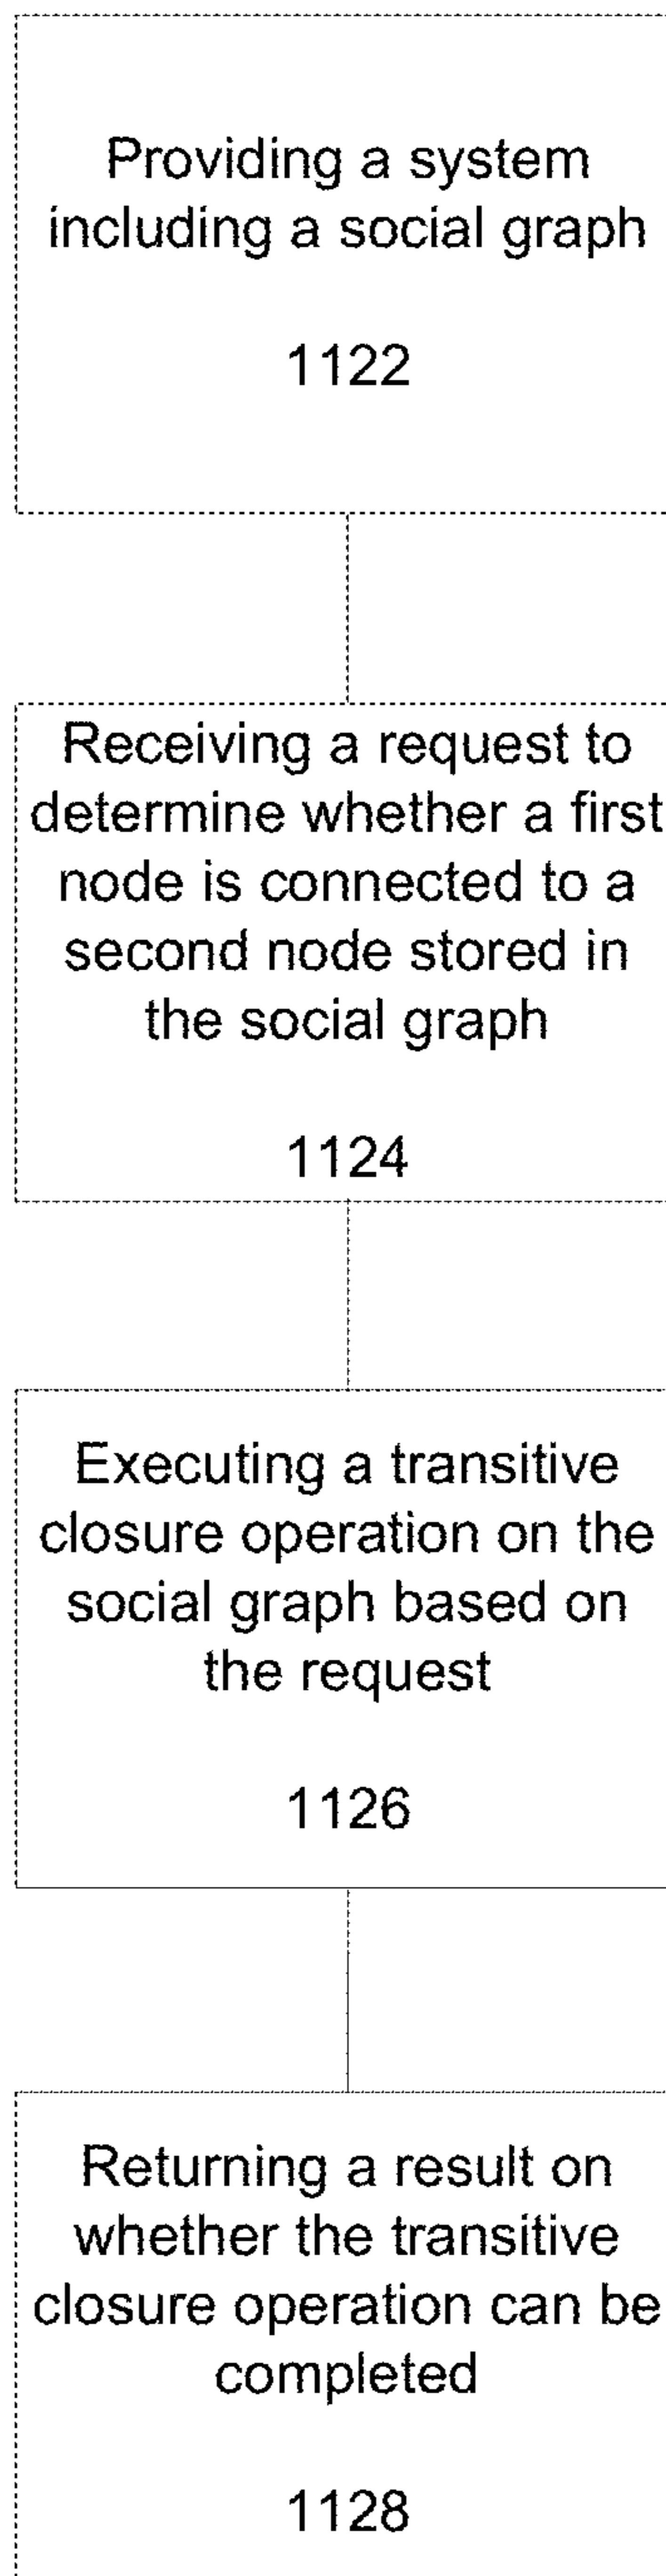 Providing a system
including a social graph
1122
Receiving a request to
determine whether a first
node is connected to a
second node stored in
the social graph
1124
Executing a transitive
closure operation on the
social graph based on
the request
1126
Returning a result on
whether the transitive
closure operation can be
completed
1128